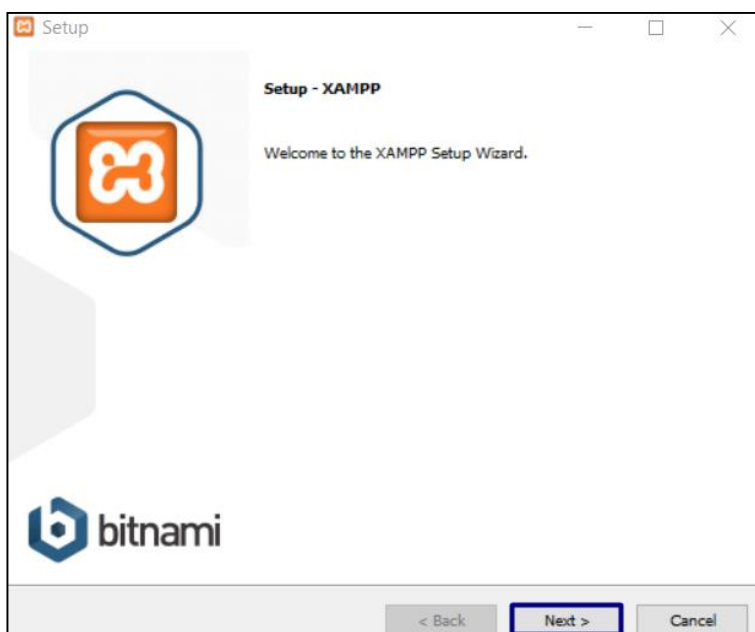 Setup
Setup - XAMPP
Welcome to the XAMPP Setup Wizard.
bitnami
< Back
Next >
Cancel